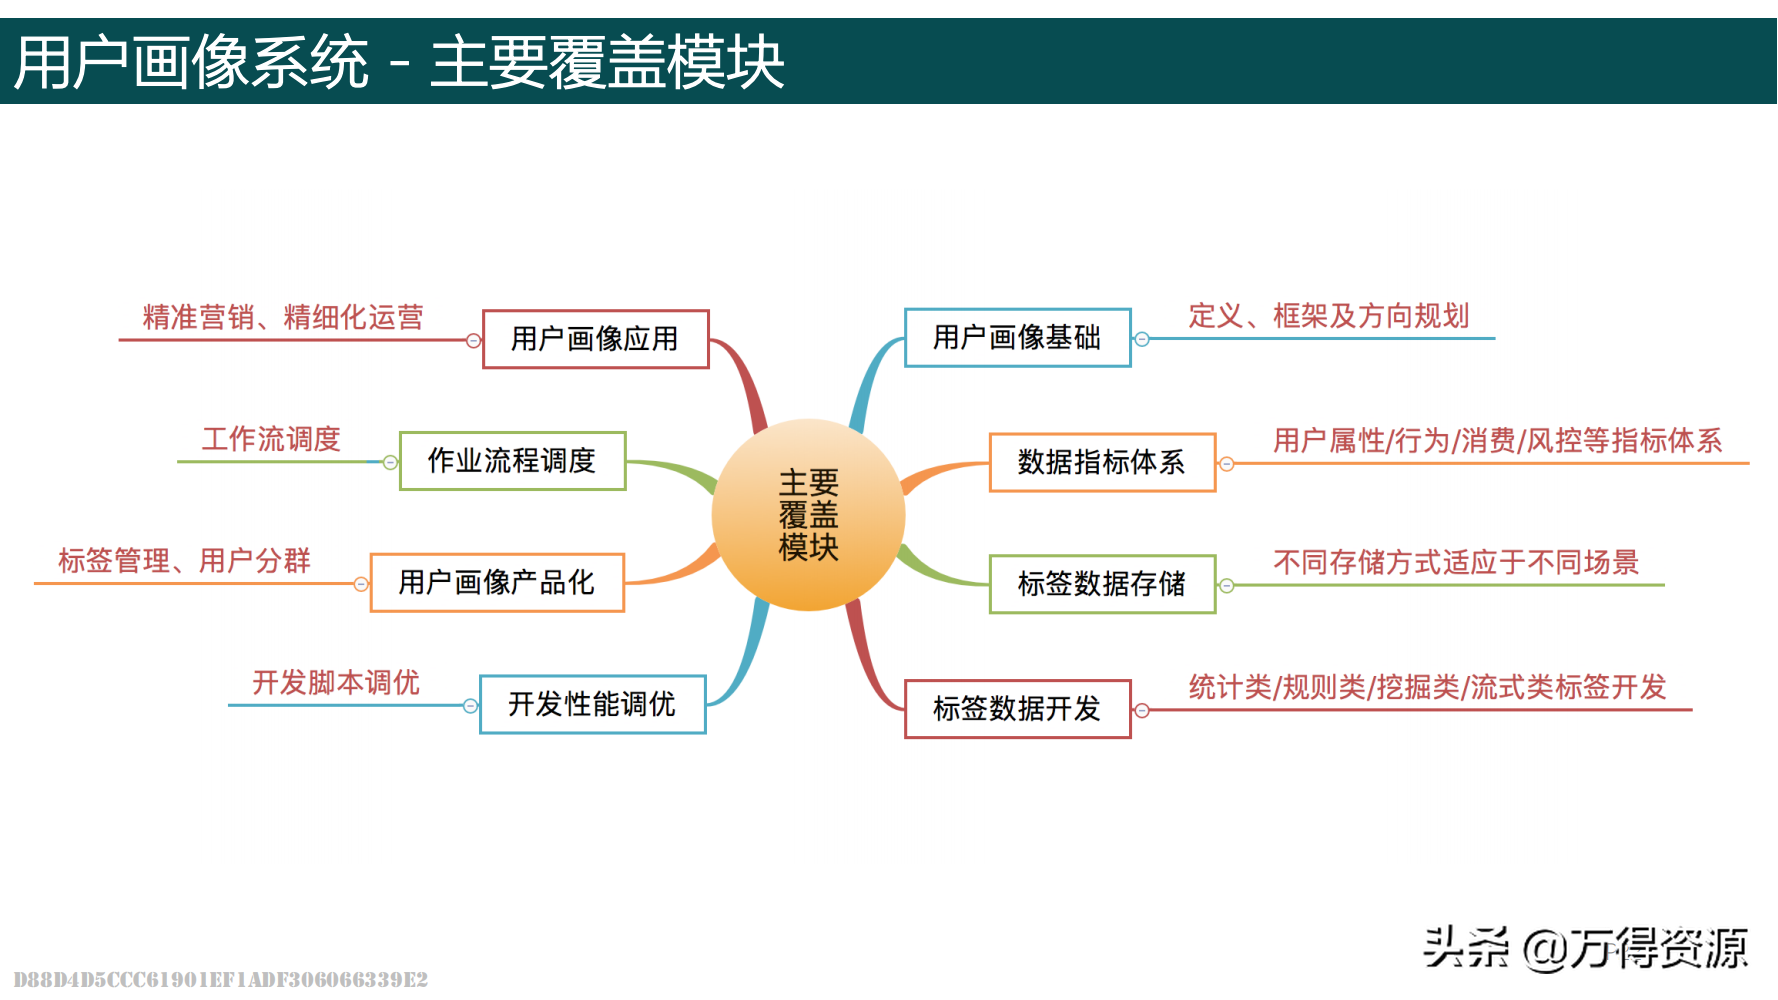 用户画像系统 - 主要覆盖模块
精准营销、精细化运营
用户画像应用
工作流调度
作业流程调度
标签管理、用户分群
用户画像产品化
开发脚本调优
开发性能调优
主要
覆盖
模块
用户画像基础
定义、框架及方向规划
数据指标体系
用户属性/行为/消费/风控等指标体系
标签数据存储
不同存储方式适应于不同场景
标签数据开发
统计类/规则类/挖掘类/流式类标签开发
头条 @万得资源
D88D4D5CCC61901EF1ADF306066339E2